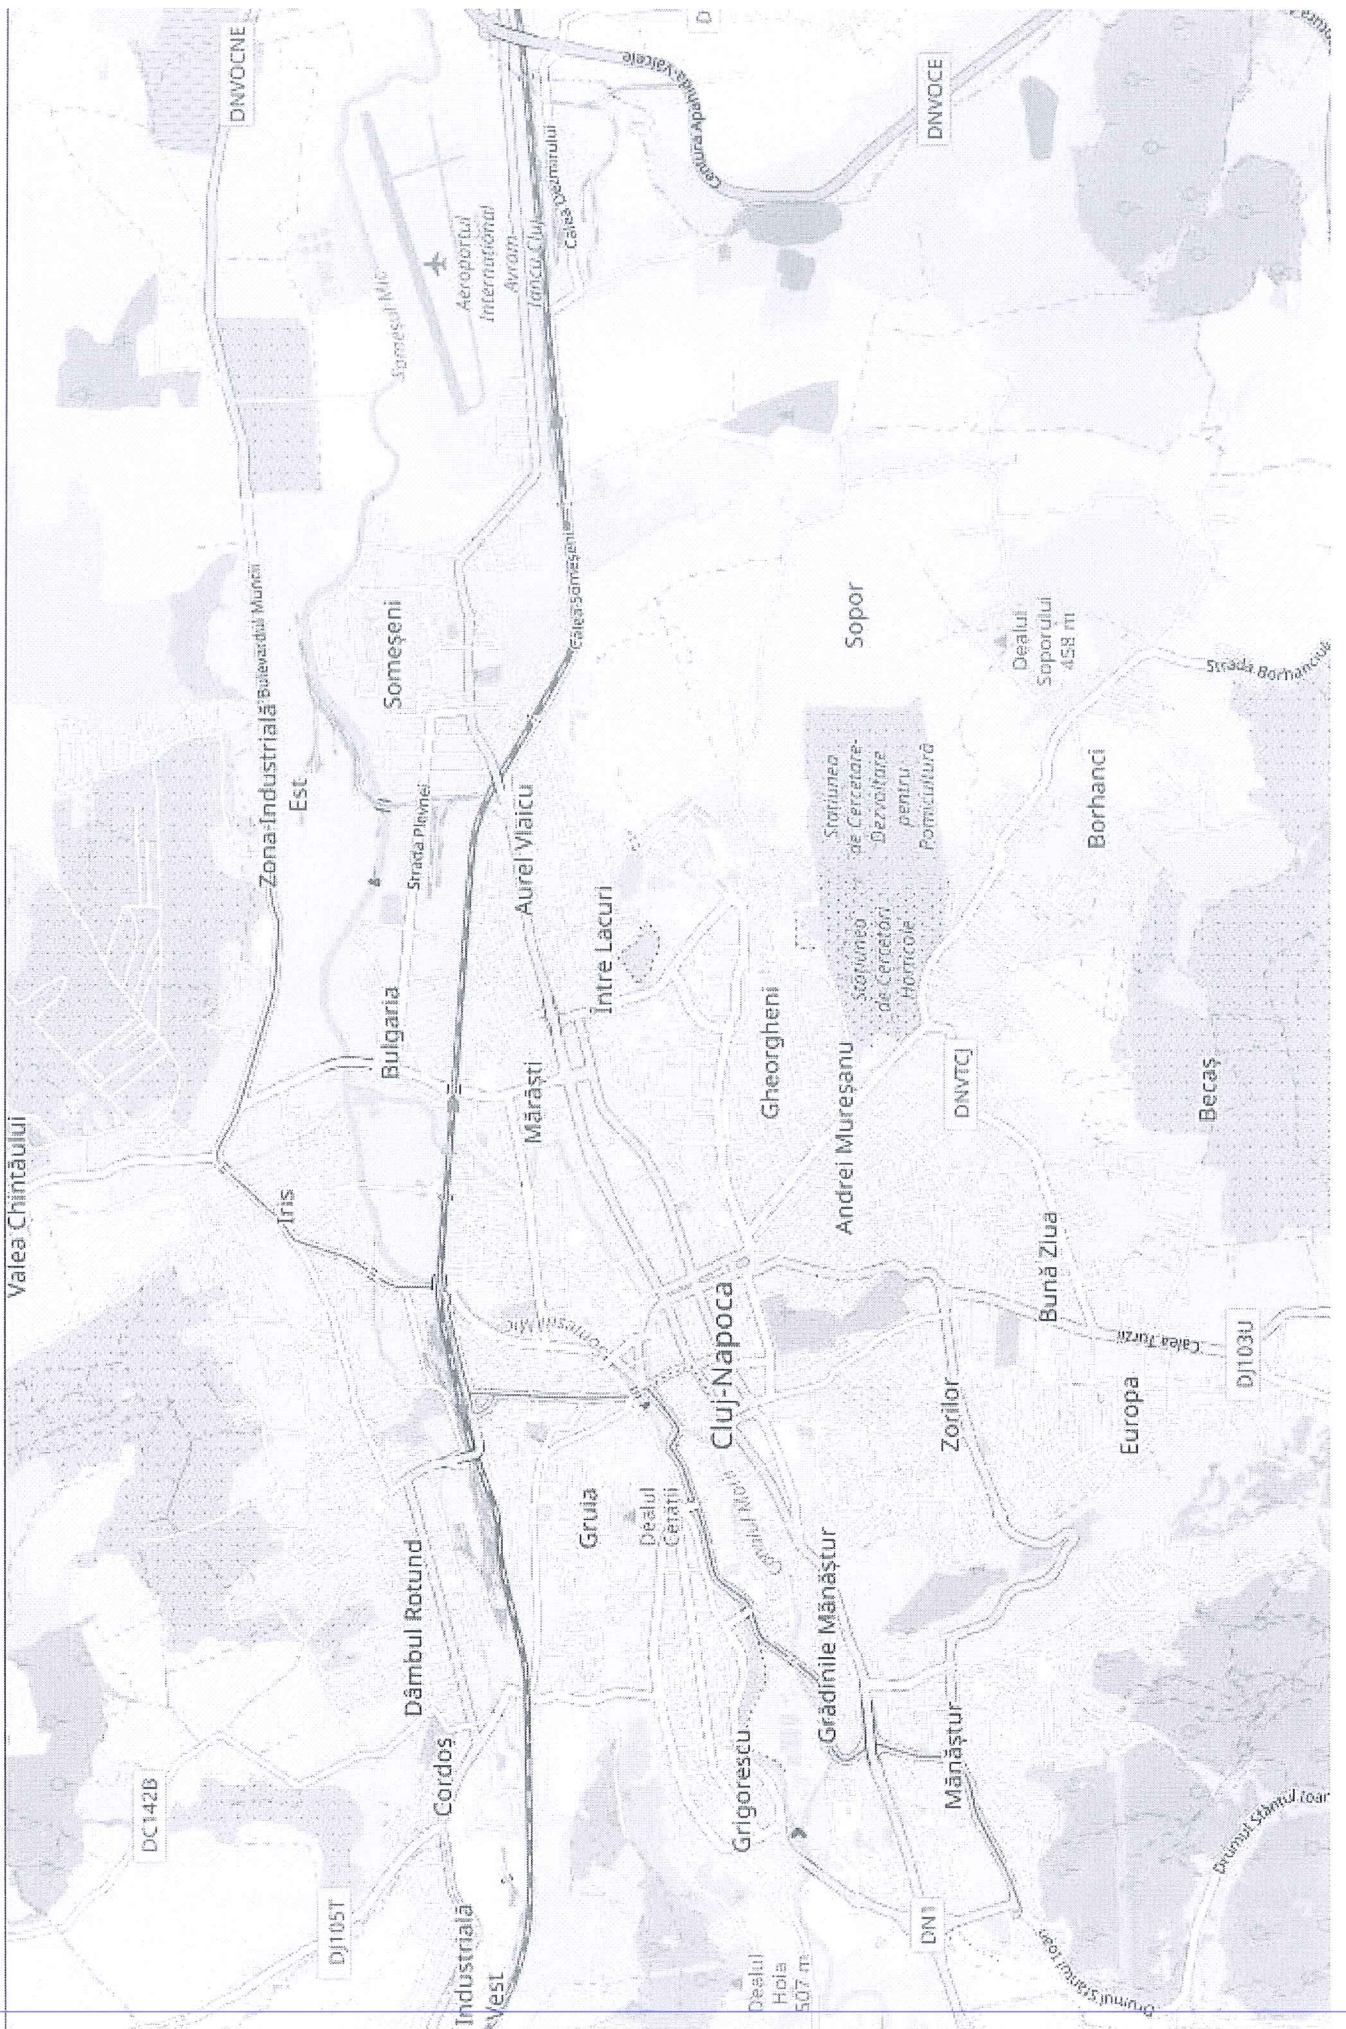 Valea Chintăului
DNVOCNE
DNVOCE
Centura Apahida Vâlcele
Someșul Mic
Aeroportul
Internațional
Avram
Iancu Cluj
Calea Dezmirului
Bulevardul Muncii
Zona Industrială
Est
Someșeni
Calea Someșeni
Strada Plevnei
Sopor
Dealul
Soporului
458 m
Strada Borhanciului
Borhanci
Stațiunea
de Cercetare-
Dezvoltare
pentru
Pomicultură
Stațiunea
de Cercetări
Horticole
Aurel Vlaicu
Între Lacuri
Bulgaria
Mărăști
Gheorgheni
Andrei Mureșanu
DNVTCJ
Becaș
Iris
Someșul Mic
Cluj-Napoca
Bună Ziua
Calea Turzii
DJ103U
Zorilor
Europa
Gruia
Dealul
Cetății
Canalul Morii
Dâmbul Rotund
Grădinile Mănăștur
Cordoș
Grigorescu
Mănăștur
DC142B
DJ105T
Industrială
Vest
Dealul
Hoia
507 m
DN1
Drumul Sfântul Ioan
Drumul Sfântul Ioan